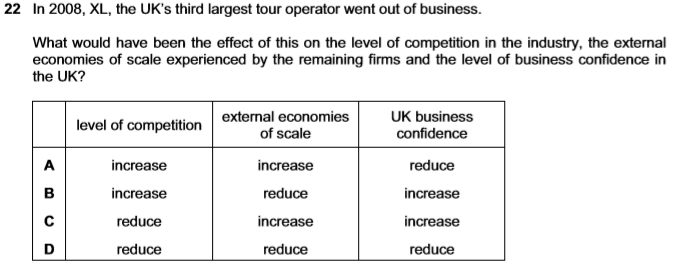 22 In 2008, XL, the UK's third largest tour operator went out of business.
What would have been the effect of this on the level of competition in the industry, the external
economies of scale experienced by the remaining firms and the level of business confidence in
the UK?
level of competition external economies of scale UK business confidence
A increase increase reduce
B increase reduce increase
C reduce increase increase
D reduce reduce reduce